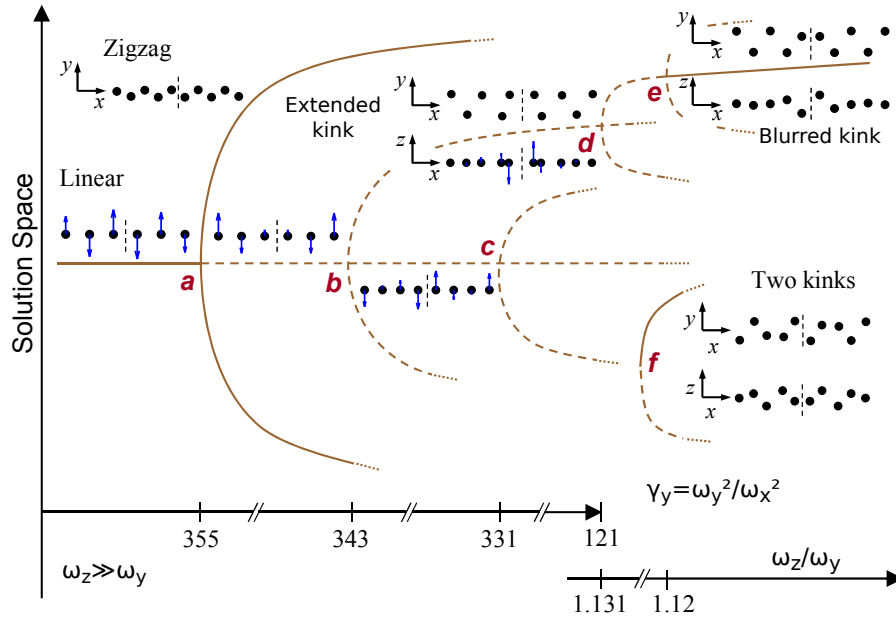 Solution Space
Zigzag
y
x
Linear
Extended
kink
y
x
z
x
y
x
z
x
Blurred kink
a
b
c
d
e
f
Two kinks
y
x
z
x
γy=ωy²/ωx²
355
343
331
121
ωz≫ωy
ωz/ωy
1.131
1.12